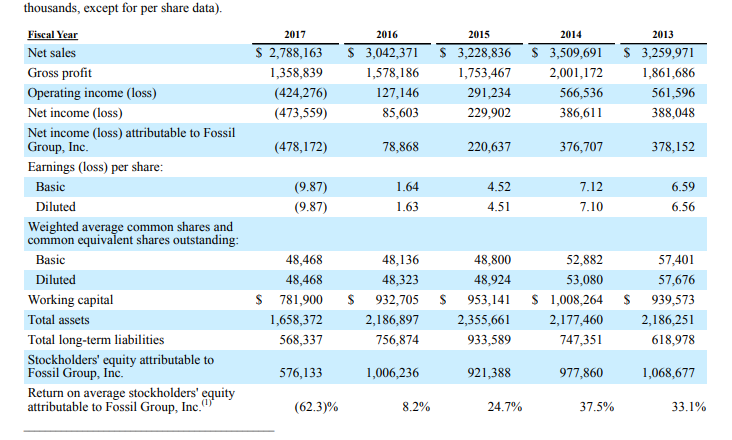 thousands, except for per share data).
Fiscal Year 2017 2016 2015 2014 2013
Net sales $ 2,788,163 $ 3,042,371 $ 3,228,836 $ 3,509,691 $ 3,259,971
Gross profit 1,358,839 1,578,186 1,753,467 2,001,172 1,861,686
Operating income (loss) (424,276) 127,146 291,234 566,536 561,596
Net income (loss) (473,559) 85,603 229,902 386,611 388,048
Net income (loss) attributable to Fossil
Group, Inc. (478,172) 78,868 220,637 376,707 378,152
Earnings (loss) per share:
Basic (9.87) 1.64 4.52 7.12 6.59
Diluted (9.87) 1.63 4.51 7.10 6.56
Weighted average common shares and
common equivalent shares outstanding:
Basic 48,468 48,136 48,800 52,882 57,401
Diluted 48,468 48,323 48,924 53,080 57,676
Working capital $ 781,900 $ 932,705 $ 953,141 $ 1,008,264 $ 939,573
Total assets 1,658,372 2,186,897 2,355,661 2,177,460 2,186,251
Total long-term liabilities 568,337 756,874 933,589 747,351 618,978
Stockholders' equity attributable to
Fossil Group, Inc. 576,133 1,006,236 921,388 977,860 1,068,677
Return on average stockholders' equity
attributable to Fossil Group, Inc.(1) (62.3)% 8.2% 24.7% 37.5% 33.1%